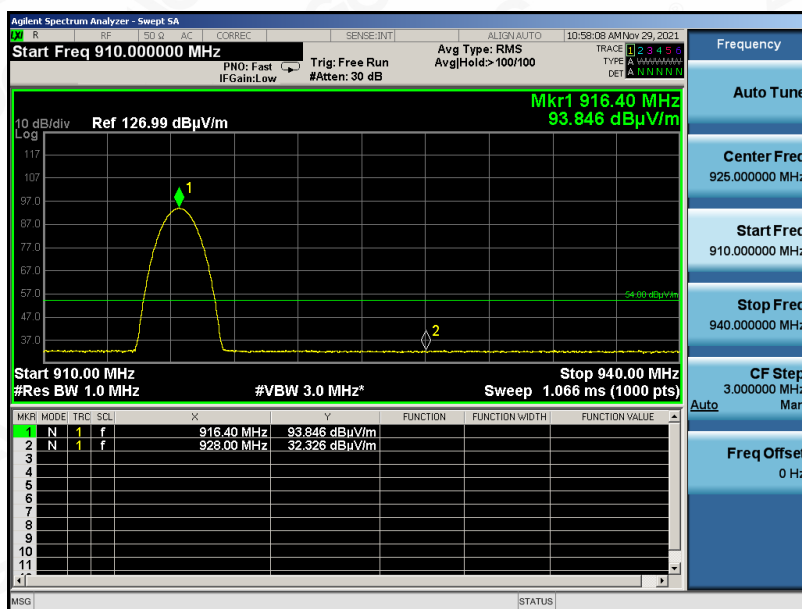 Agilent Spectrum Analyzer - Swept SA
LXI R RF 50 Ω AC CORREC SENSE:INT ALIGN AUTO 10:58:08 AM Nov 29, 2021
Start Freq 910.000000 MHz
PNO: Fast
IFGain:Low
Trig: Free Run
#Atten: 30 dB
Avg Type: RMS
Avg|Hold:>100/100
TRACE 1 2 3 4 5 6
TYPE A WWWWW
DET A N N N N N
Frequency
Mkr1 916.40 MHz
93.846 dBµV/m
10 dB/div Ref 126.99 dBµV/m
Log
117
107
97.0
87.0
77.0
67.0
57.0
47.0
37.0
1
54.00 dBµV/m
2
Start 910.00 MHz Stop 940.00 MHz
#Res BW 1.0 MHz #VBW 3.0 MHz* Sweep 1.066 ms (1000 pts)
MKR MODE TRC SCL X Y FUNCTION FUNCTION WIDTH FUNCTION VALUE
1 N 1 f 916.40 MHz 93.846 dBµV/m
2 N 1 f 928.00 MHz 32.326 dBµV/m
3
4
5
6
7
8
9
10
11
MSG STATUS
Auto Tune
Center Freq
925.000000 MHz
Start Freq
910.000000 MHz
Stop Freq
940.000000 MHz
CF Step
3.000000 MHz
Auto Man
Freq Offset
0 Hz